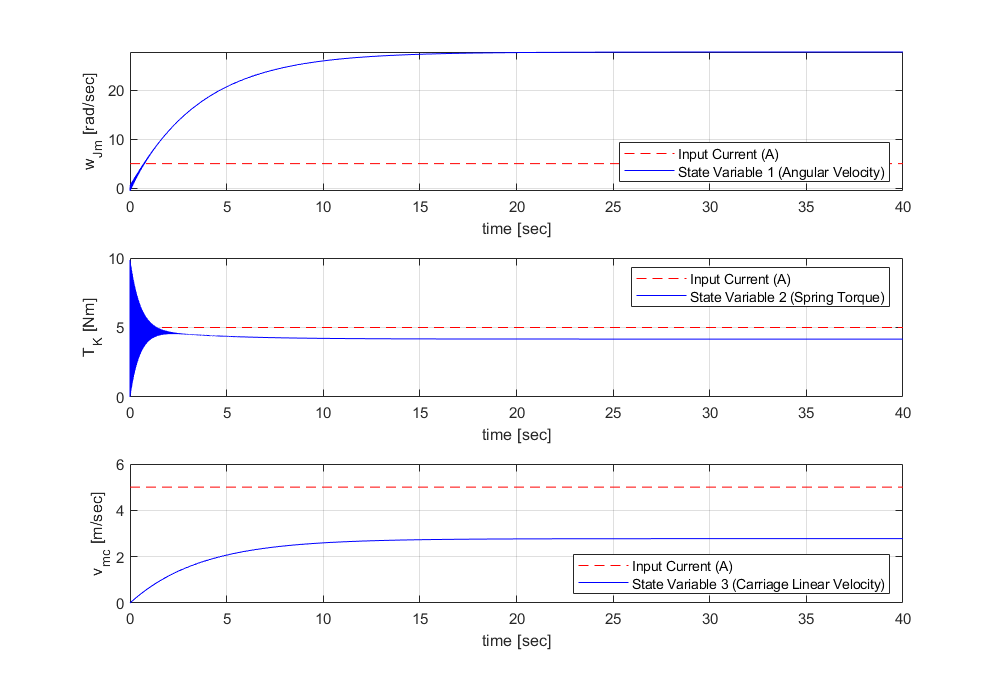 20
10
0
w_Jm [rad/sec]
Input Current (A)
State Variable 1 (Angular Velocity)
0 5 10 15 20 25 30 35 40
time [sec]
10
5
0
T_K [Nm]
Input Current (A)
State Variable 2 (Spring Torque)
0 5 10 15 20 25 30 35 40
time [sec]
6
4
2
0
v_mc [m/sec]
Input Current (A)
State Variable 3 (Carriage Linear Velocity)
0 5 10 15 20 25 30 35 40
time [sec]